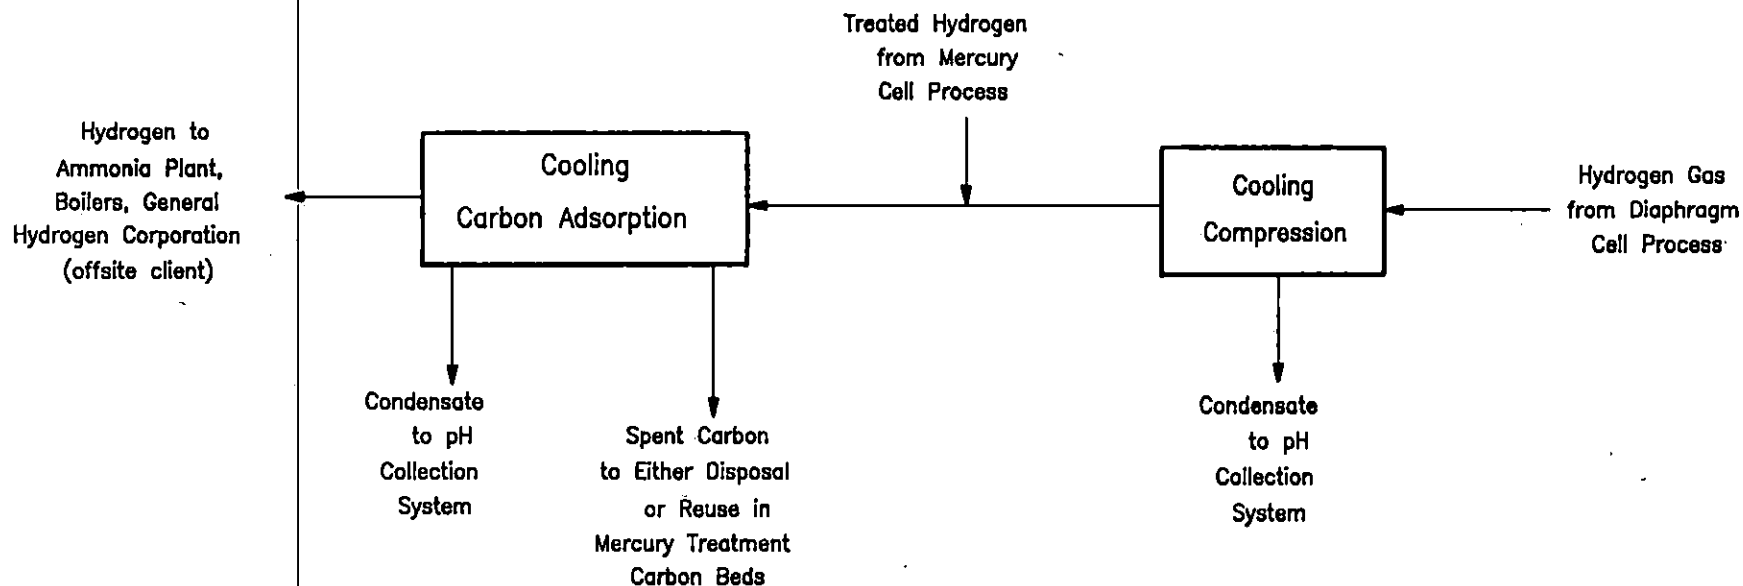 Treated Hydrogen
from Mercury
Cell Process
Hydrogen to
Ammonia Plant,
Boilers, General
Hydrogen Corporation
(offsite client)
Cooling
Carbon Adsorption
Cooling
Compression
Hydrogen Gas
from Diaphragm
Cell Process
Condensate
to pH
Collection
System
Spent Carbon
to Either Disposal
or Reuse in
Mercury Treatment
Carbon Beds
Condensate
to pH
Collection
System